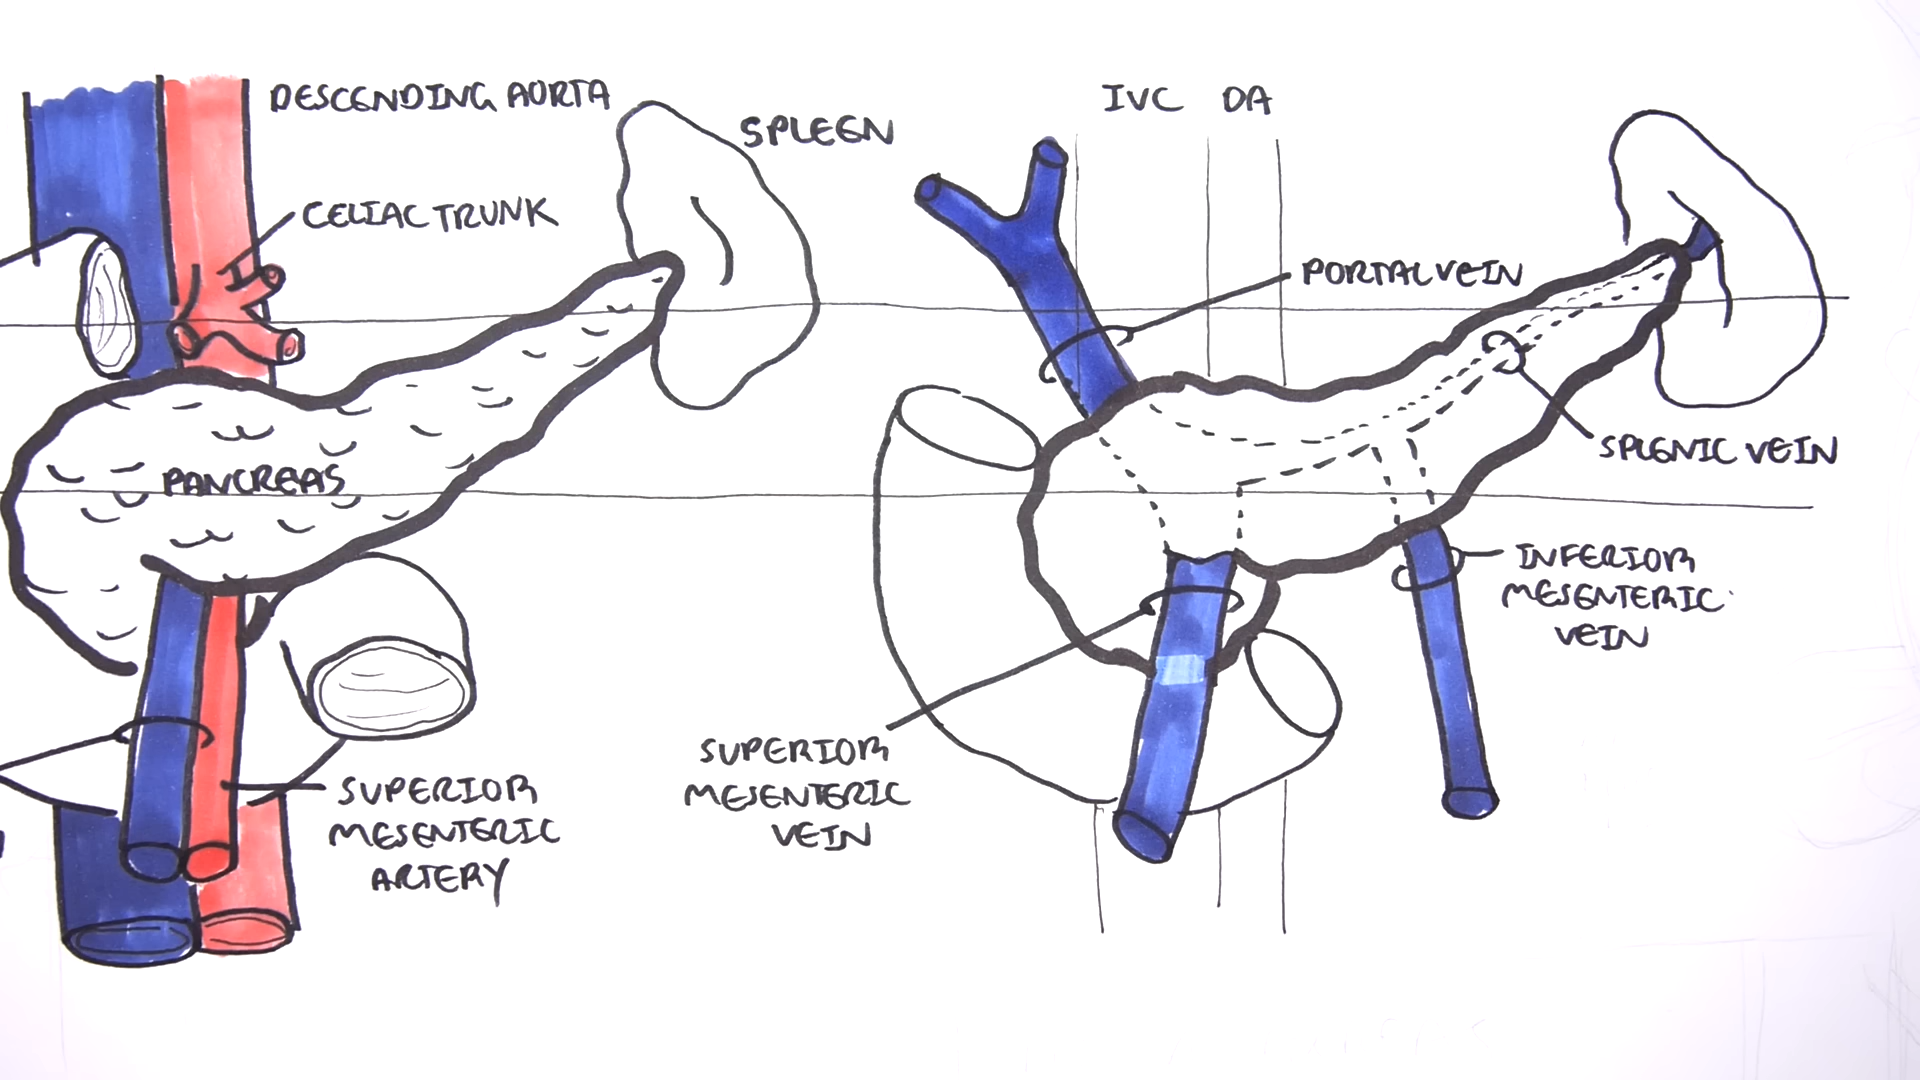 DESCENDING AORTA
SPLEEN
CELIAC TRUNK
PANCREAS
SUPERIOR
MESENTERIC
ARTERY
IVC DA
PORTAL VEIN
SPLENIC VEIN
INFERIOR
MESENTERIC
VEIN
SUPERIOR
MESENTERIC
VEIN